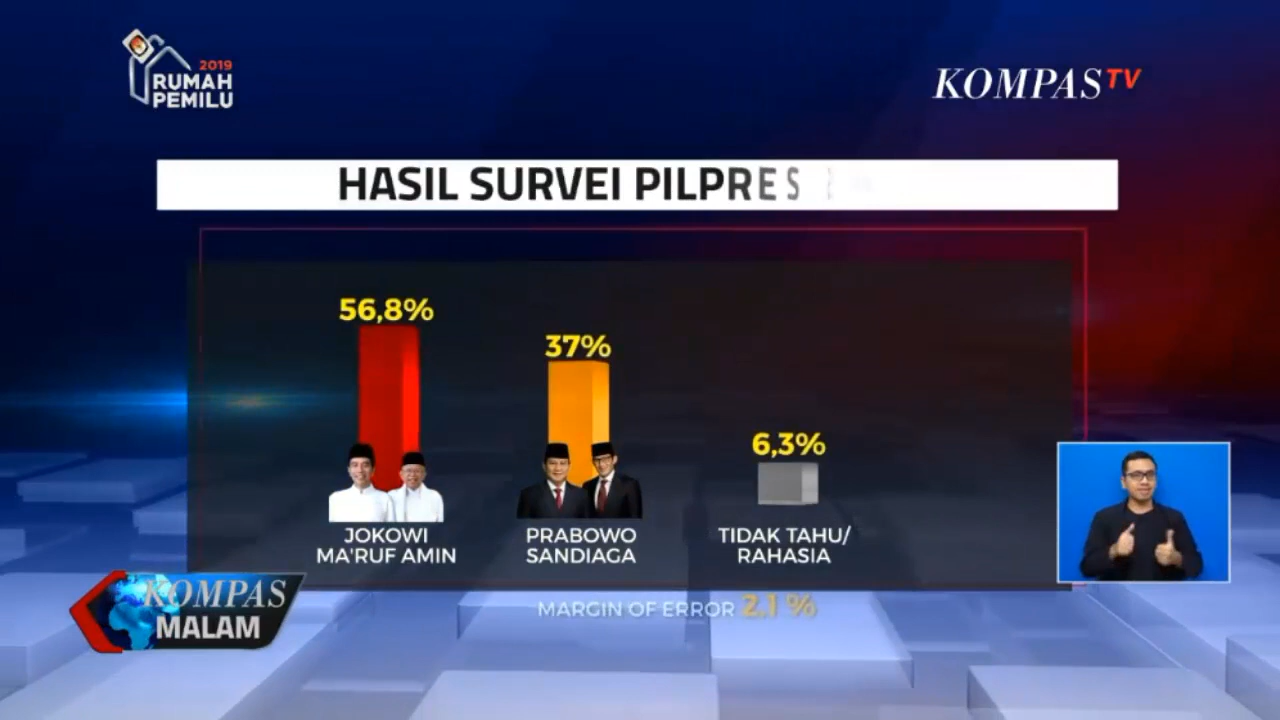 2019
RUMAH
PEMILU
KOMPASTV
HASIL SURVEI PILPRES
56,8%
37%
6,3%
JOKOWI
MA'RUF AMIN
PRABOWO
SANDIAGA
TIDAK TAHU/
RAHASIA
MARGIN OF ERROR 2.1 %
KOMPAS
MALAM